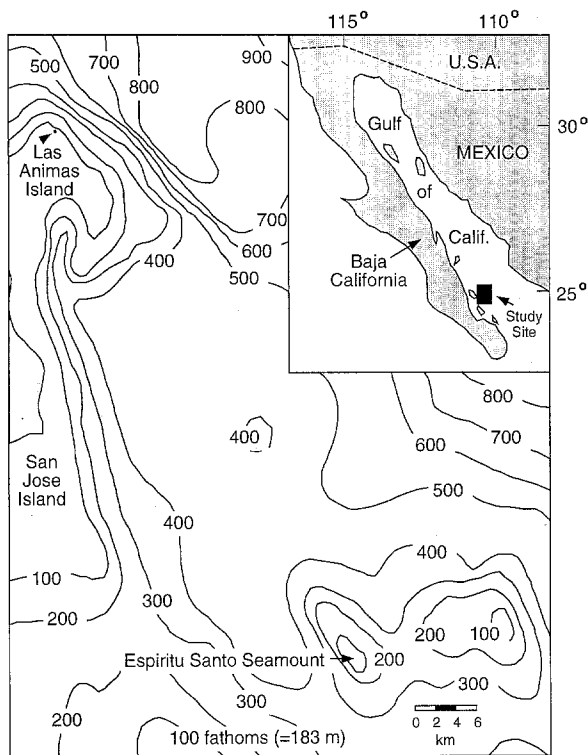 115° 110°
500
700
800
900
800
U.S.A.
Gulf
of
Calif.
MEXICO
30°
Las
Animas
Island
400
700
600
500
Baja
California
25°
Study
Site
400
800
700
600
500
San
Jose
Island
400
400
100
200
300
200
100
Espiritu Santo Seamount
200
300
300
200
200
100 fathoms (=183 m)
0 2 4 6
km